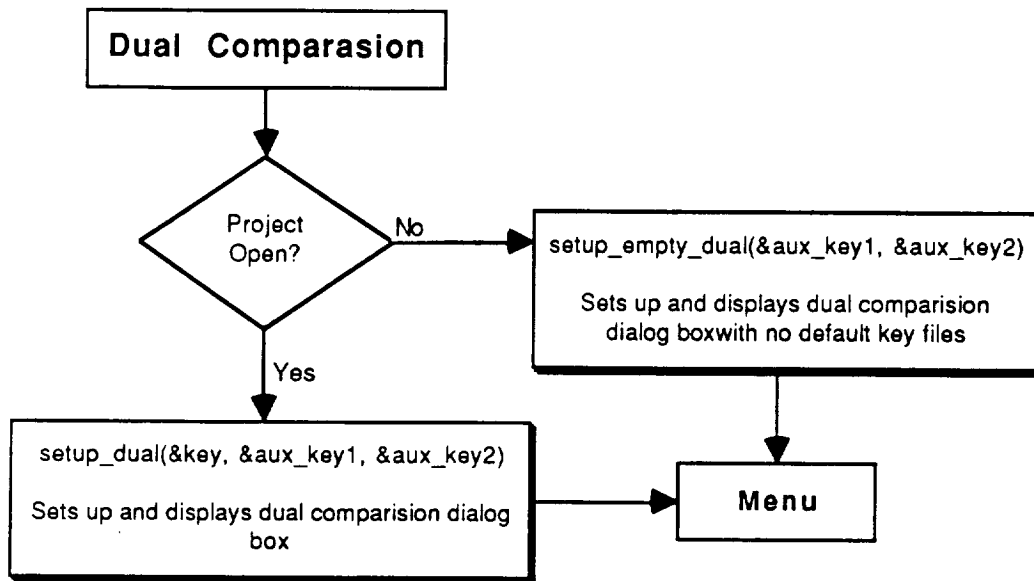 Dual Comparasion
Project
Open?
No
setup_empty_dual(&aux_key1, &aux_key2)
Sets up and displays dual comparision
dialog boxwith no default key files
Yes
setup_dual(&key, &aux_key1, &aux_key2)
Sets up and displays dual comparision dialog
box
Menu